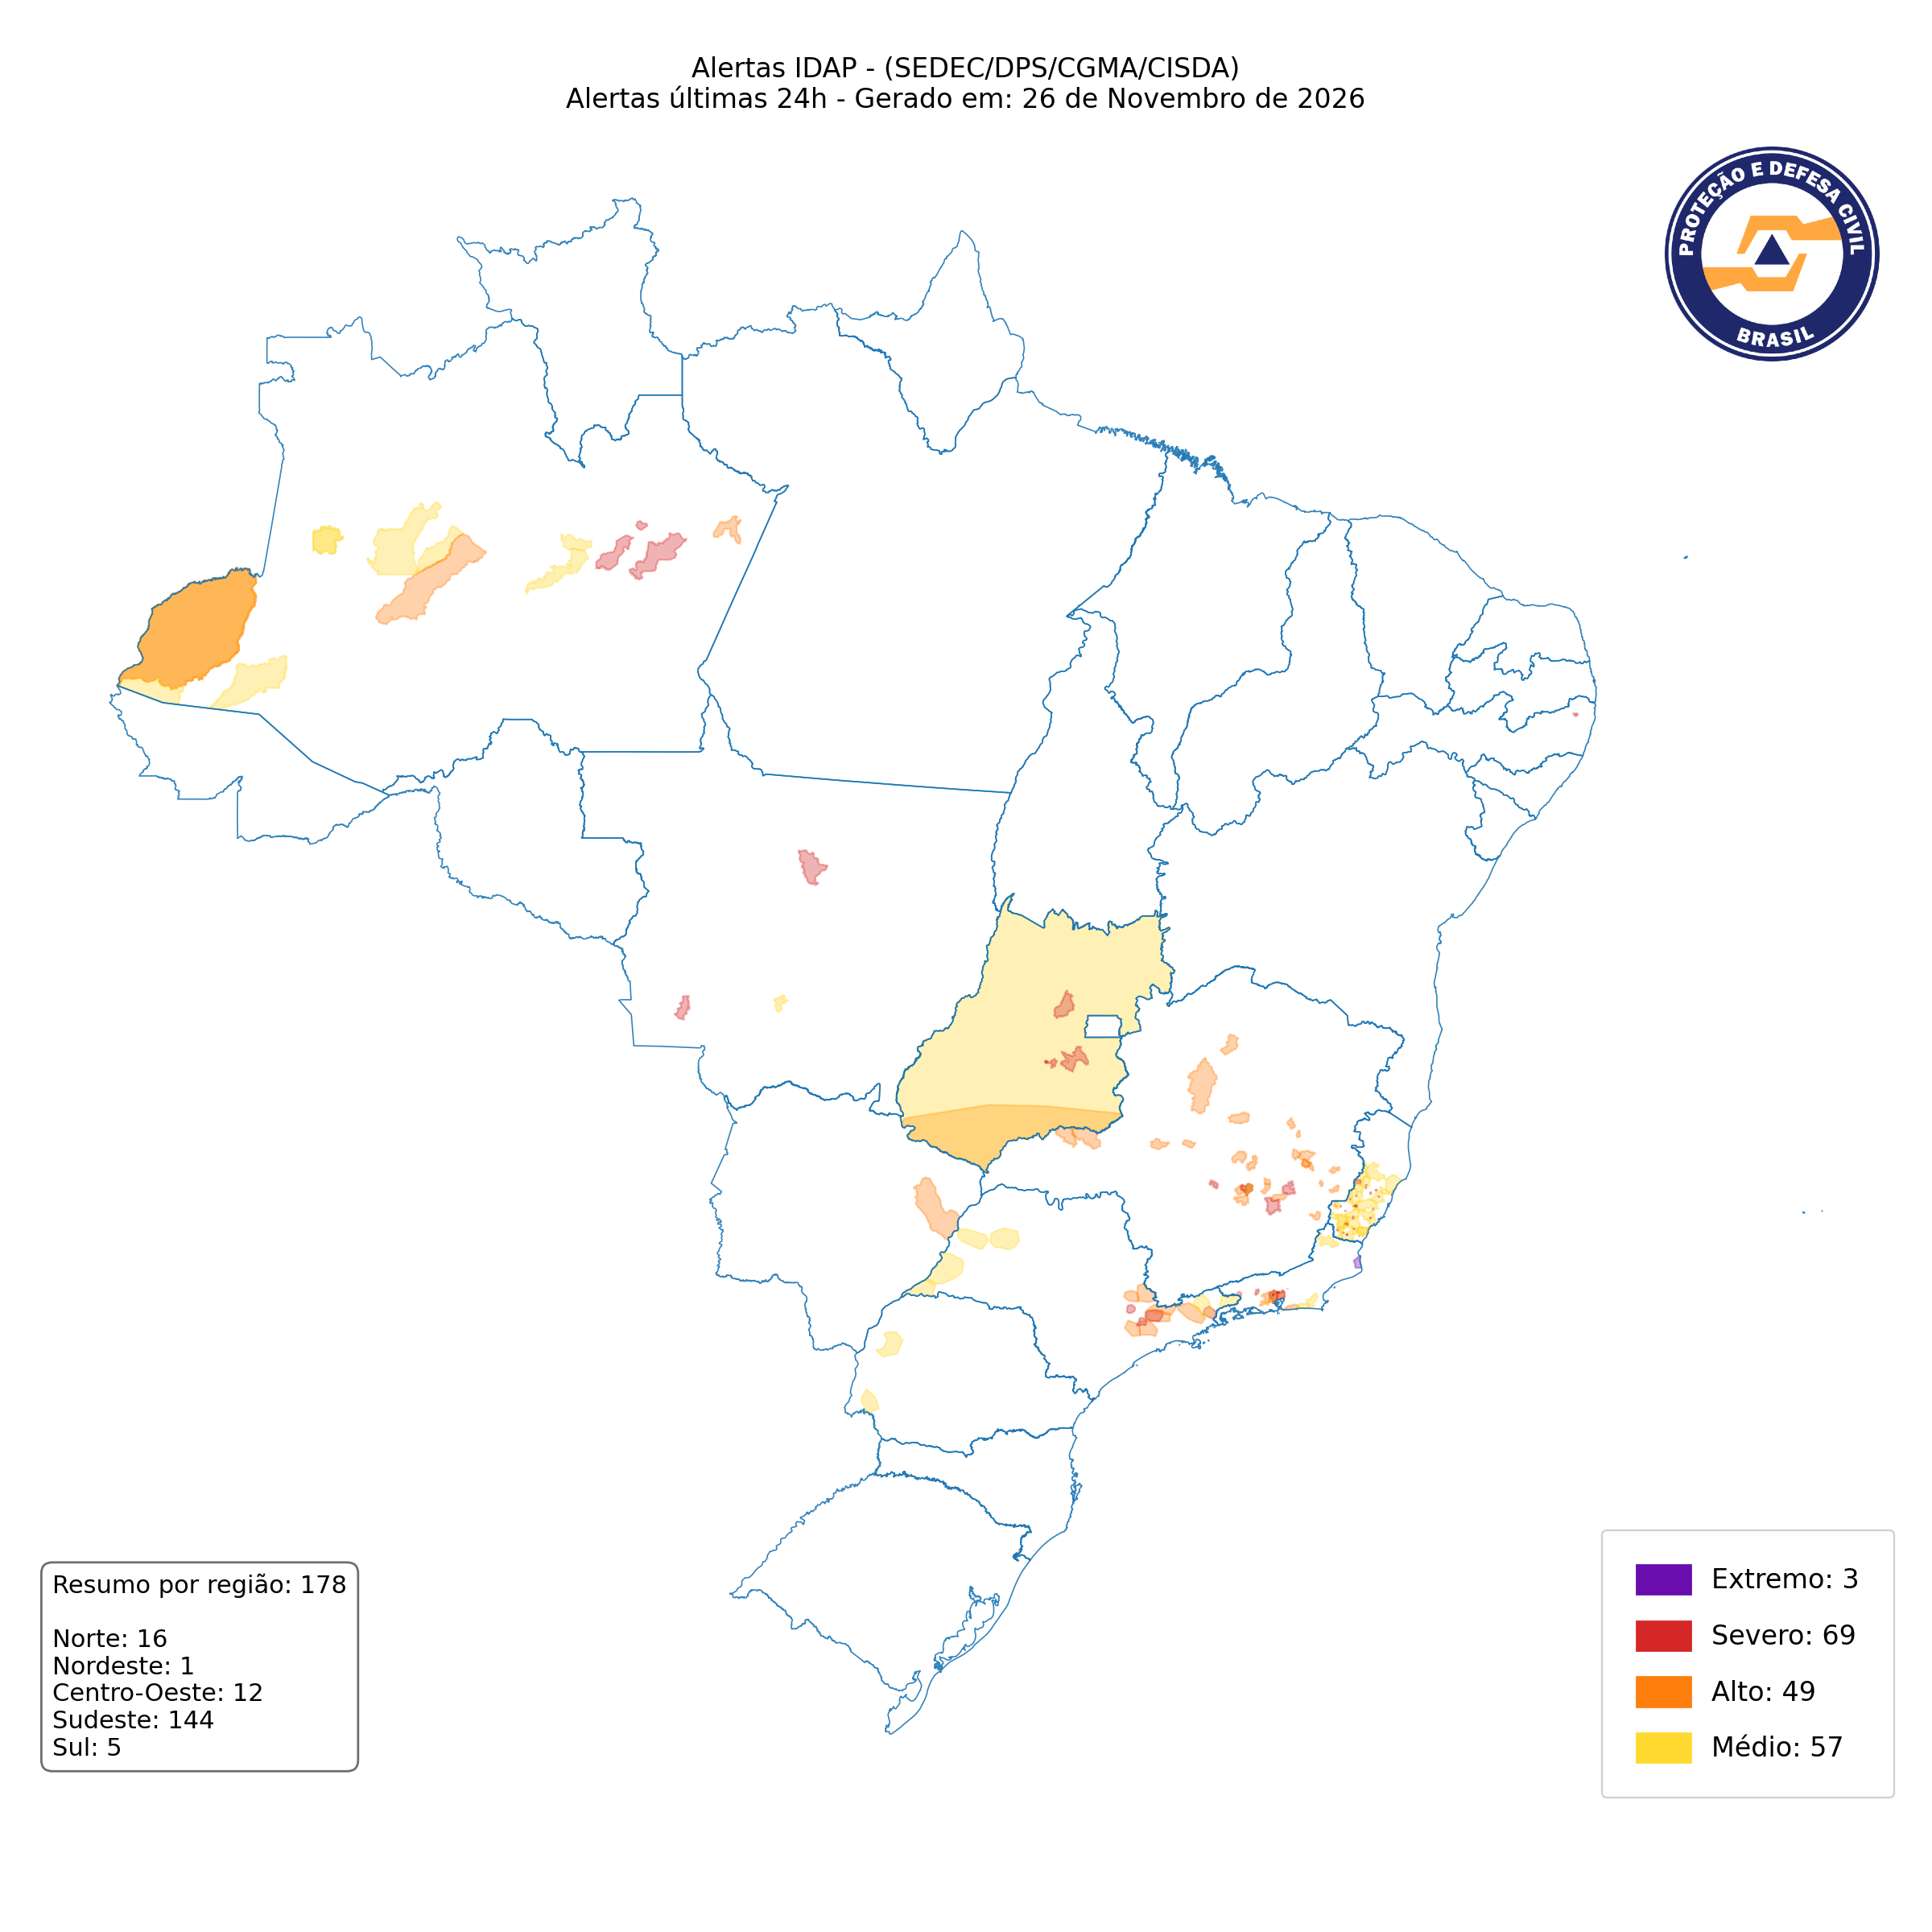 Alertas IDAP - (SEDEC/DPS/CGMA/CISDA)
Alertas últimas 24h - Gerado em: 26 de Novembro de 2026
PROTEÇÃO E DEFESA CIVIL
BRASIL
Resumo por região: 178
Norte: 16
Nordeste: 1
Centro-Oeste: 12
Sudeste: 144
Sul: 5
Extremo: 3
Severo: 69
Alto: 49
Médio: 57